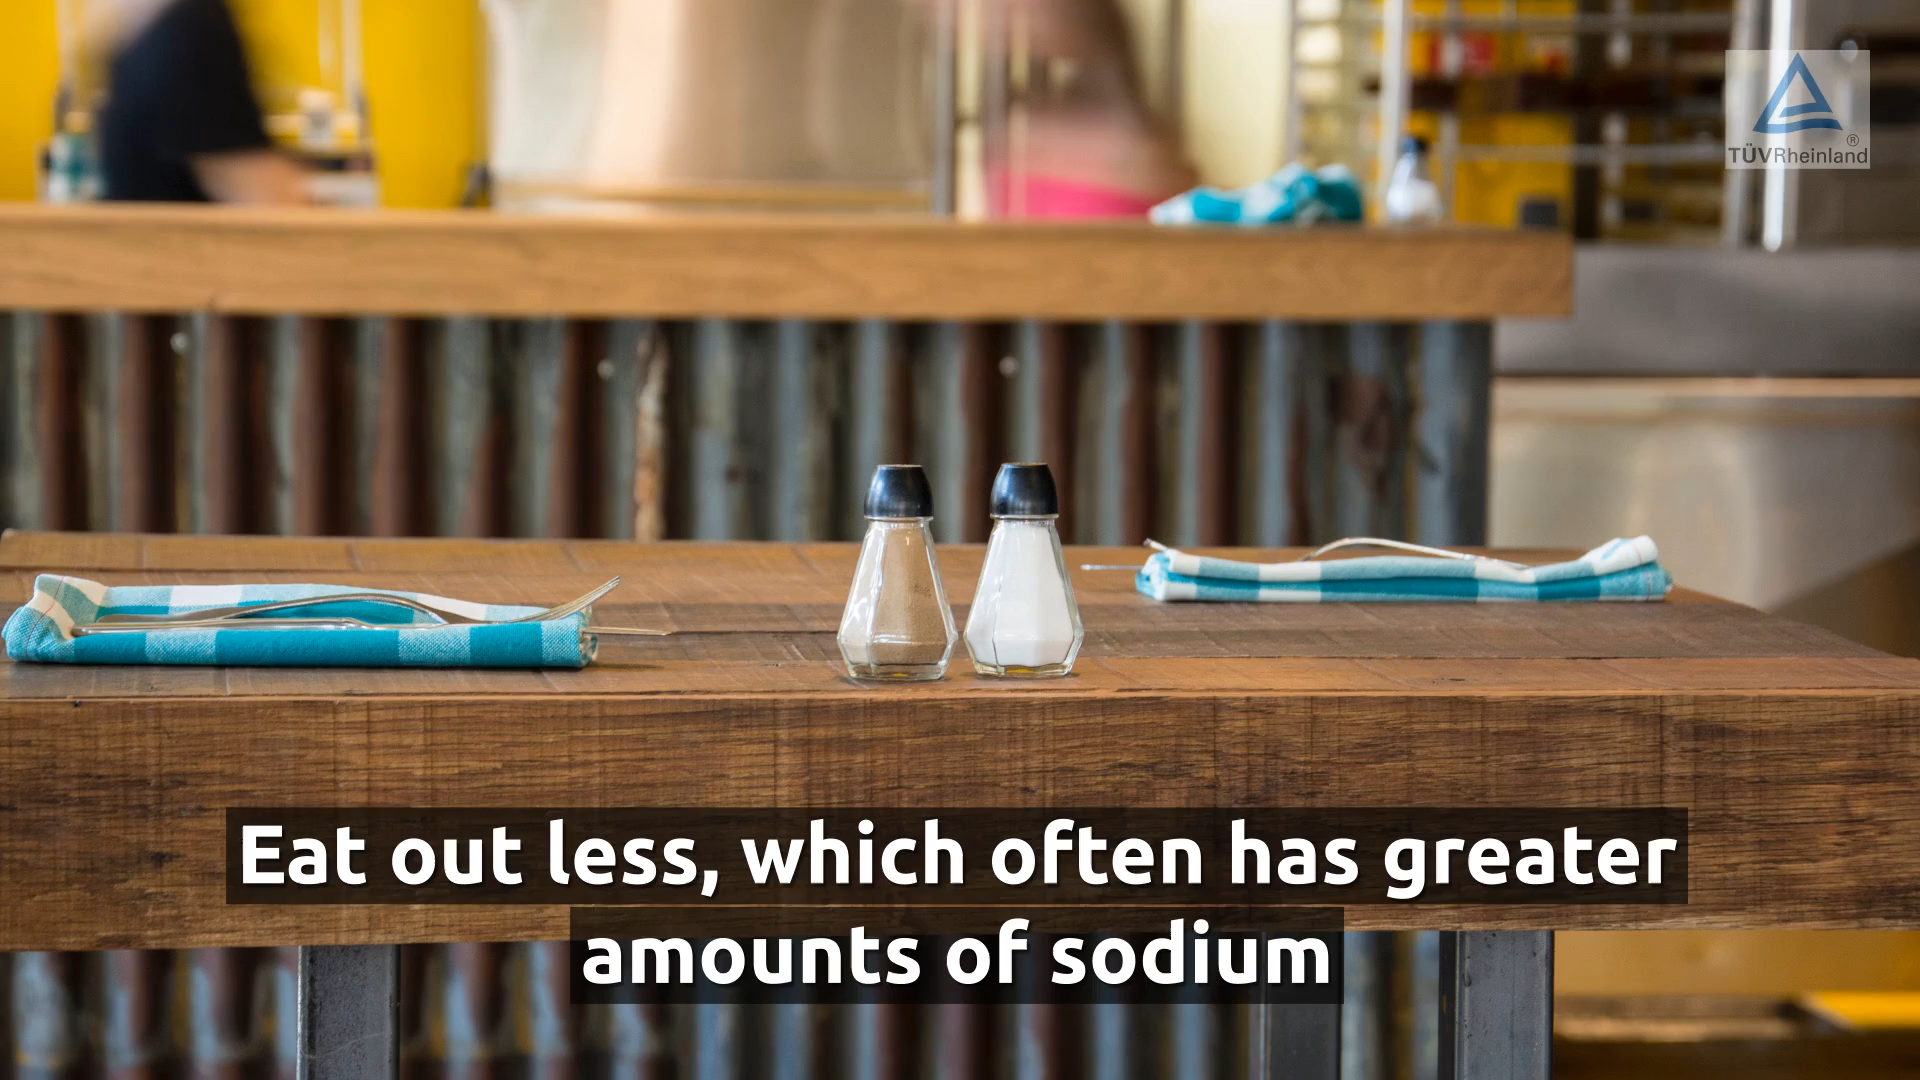 ®
TÜVRheinland
Eat out less, which often has greater
amounts of sodium